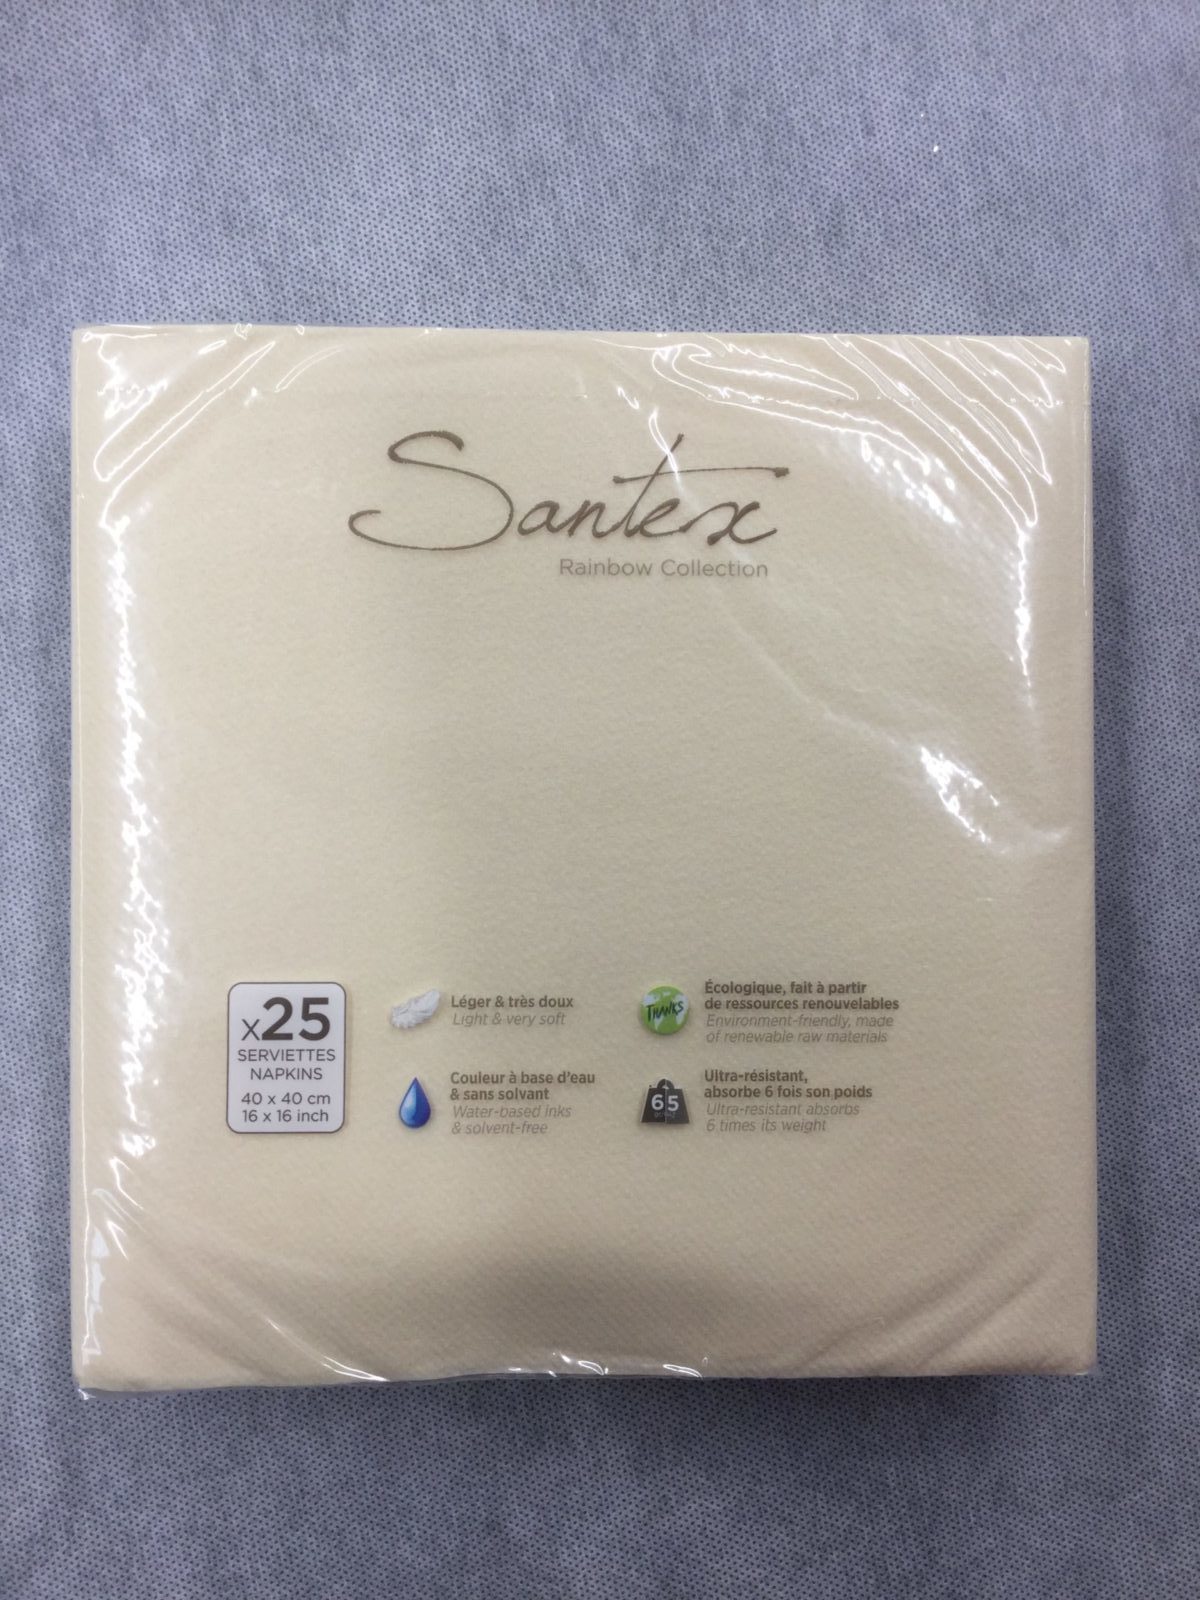 Santex
Rainbow Collection
x25
SERVIETTES
NAPKINS
40 x 40 cm
16 x 16 inch
Léger & très doux
Light & very soft
Couleur à base d'eau
& sans solvant
Water-based inks
& solvent-free
THANKS
Écologique, fait à partir
de ressources renouvelables
Environment-friendly, made
of renewable raw materials
65
Ultra-résistant,
absorbe 6 fois son poids
Ultra-resistant absorbs
6 times its weight